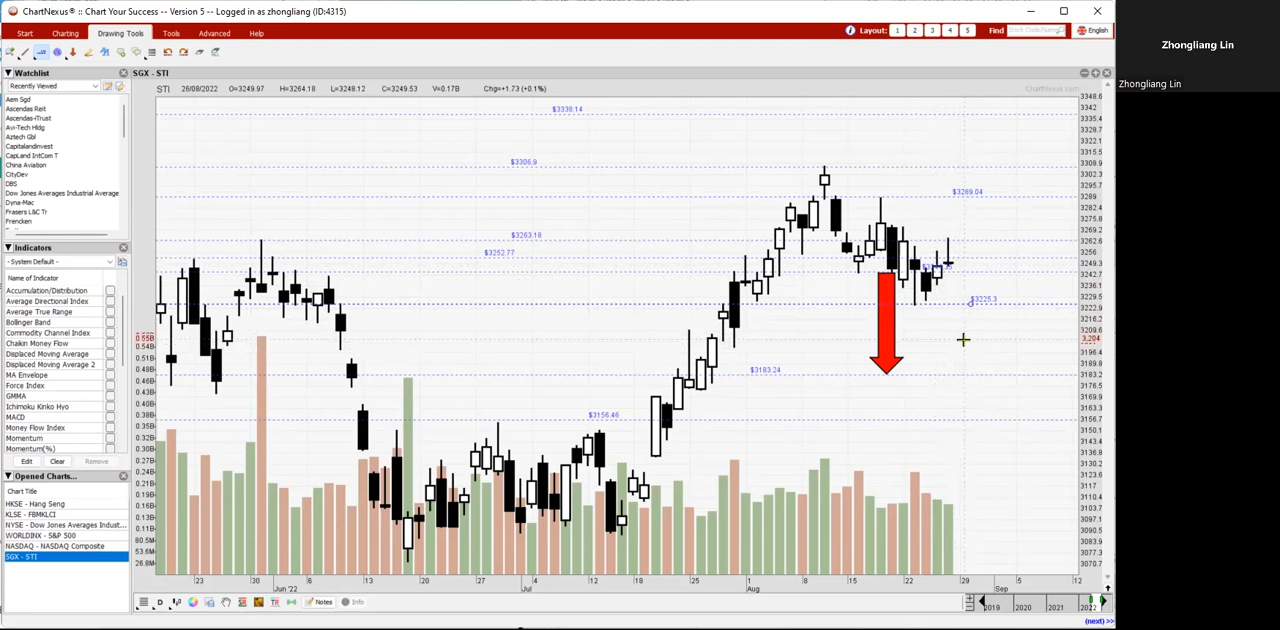 ChartNexus® :: Chart Your Success -- Version 5 -- Logged in as zhongliang (ID:4315)
Start Charting Drawing Tools Tools Advanced Help
Layout: 1 2 3 4 5 Find English
Watchlist
Recently Viewed
Aem Sgd
Ascendas Reit
Ascendas-iTrust
Avi-Tech Hldg
Aztech Gbl
Capitalandinvest
CapLand IntCom T
China Aviation
CityDev
DBS
Dow Jones Averages Industrial Average
Dyna-Mac
Frasers L&C Tr
Frencken
Indicators
- System Default -
Name of Indicator
Accumulation/Distribution
Average Directional Index
Average True Range
Bollinger Band
Commodity Channel Index
Chaikin Money Flow
Displaced Moving Average
Displaced Moving Average 2
MA Envelope
Force Index
GMMA
Ichimoku Kinko Hyo
MACD
Money Flow Index
Momentum
Momentum(%)
Edit Clear Remove
Opened Charts...
Chart Title
HKSE - Hang Seng
KLSE - FBMKLCI
NYSE - Dow Jones Averages Indust...
WORLDINX - S&P 500
NASDAQ - NASDAQ Composite
SGX - STI
SGX - STI
STI 26/08/2022 O=3249.97 H=3264.18 L=3248.12 C=3249.53 V=0.17B Chg=+1.73 (+0.1%)
ChartNexus.com
$3338.14
$3306.9
$3289.04
$3263.18
$3252.77
$3225.3
$3183.24
$3156.46
3348.6
3342
3335.4
3328.7
3322.1
3315.5
3308.9
3302.3
3295.7
3289
3282.4
3275.8
3269.2
3262.6
3256
3249.3
3242.7
3236.1
3229.5
3222.9
3216.2
3209.6
3,204
3196.4
3189.8
3183.2
3176.5
3169.9
3163.3
3156.7
3150.1
3143.4
3136.8
3130.2
3123.6
3117
3110.4
3103.7
3097.1
3090.5
3083.9
3077.3
3070.7
0.55B
0.54B
0.51B
0.48B
0.46B
0.43B
0.40B
0.38B
0.35B
0.32B
0.30B
0.27B
0.24B
0.21B
0.19B
0.16B
0.13B
0.11B
80.5M
53.6M
26.8M
23 30 6 13 20 27 4 12 18 25 1 8 15 22 29 5 12
Jun '22 Jul Aug Sep
D Notes Info
2019 2020 2021 2022
(next) >>
Zhongliang Lin
Zhongliang Lin